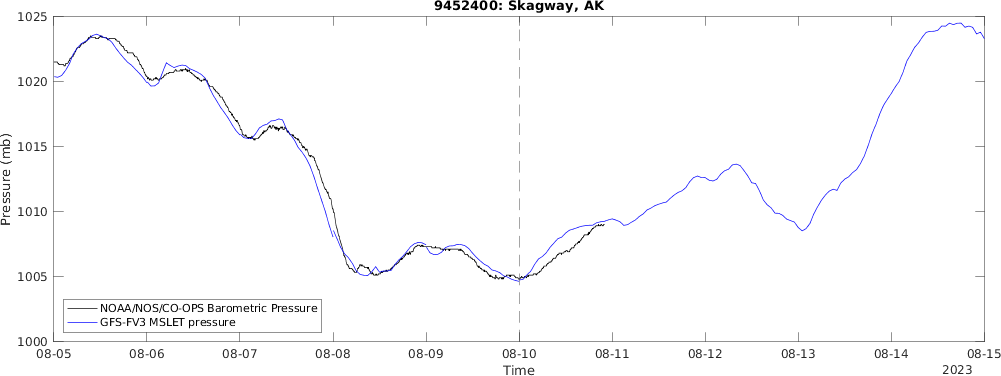 9452400: Skagway, AK
1025
1020
1015
1010
1005
1000
Pressure (mb)
NOAA/NOS/CO-OPS Barometric Pressure
GFS-FV3 MSLET pressure
08-05 08-06 08-07 08-08 08-09 08-10 08-11 08-12 08-13 08-14 08-15
Time
2023